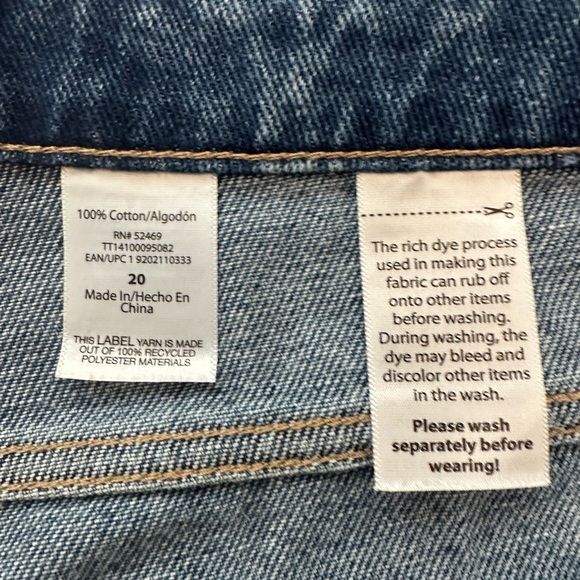 100% Cotton/Algodón
RN# 52469
TT14100095082
EAN/UPC 1 9202110333
20
Made In/Hecho En
China
THIS LABEL YARN IS MADE
OUT OF 100% RECYCLED
POLYESTER MATERIALS
The rich dye process
used in making this
fabric can rub off
onto other items
before washing.
During washing, the
dye may bleed and
discolor other items
in the wash.
Please wash
separately before
wearing!